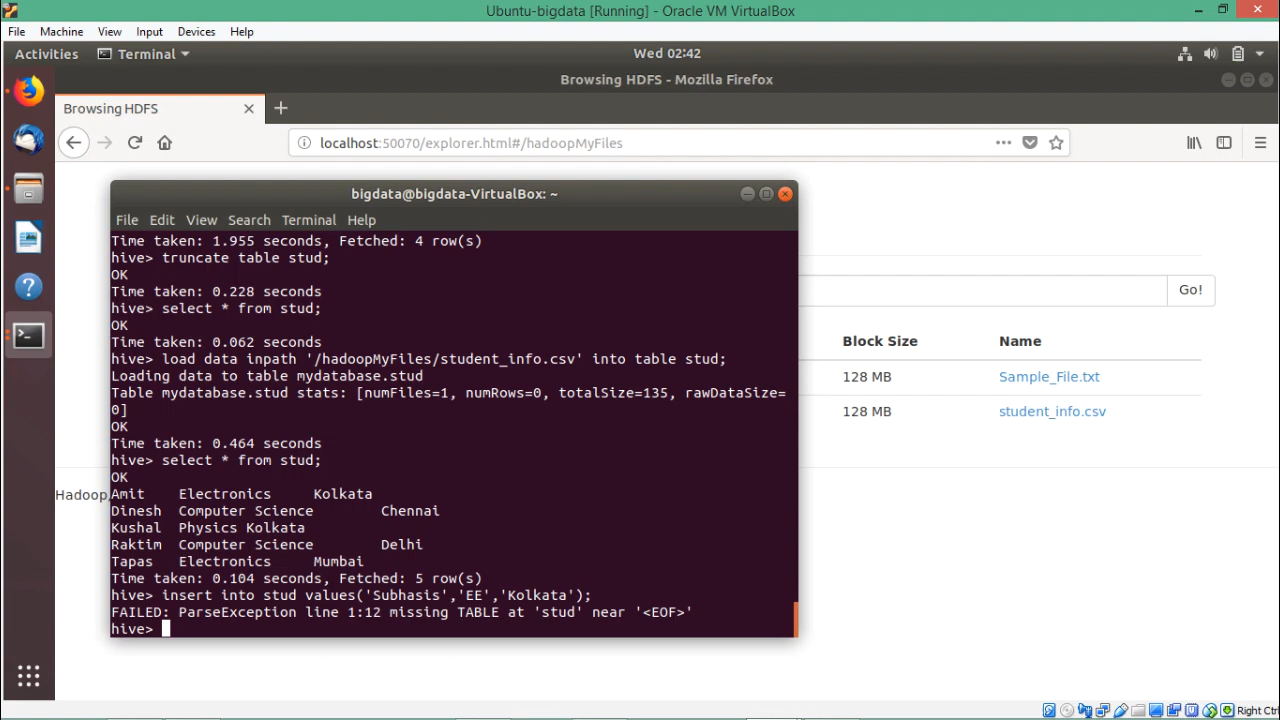 Ubuntu-bigdata [Running] - Oracle VM VirtualBox
File Machine View Input Devices Help
Activities Terminal Wed 02:42
Browsing HDFS - Mozilla Firefox
Browsing HDFS
localhost:50070/explorer.html#/hadoopMyFiles
bigdata@bigdata-VirtualBox: ~
File Edit View Search Terminal Help
Time taken: 1.955 seconds, Fetched: 4 row(s)
hive> truncate table stud;
OK
Time taken: 0.228 seconds
hive> select * from stud;
OK
Time taken: 0.062 seconds
hive> load data inpath '/hadoopMyFiles/student_info.csv' into table stud;
Loading data to table mydatabase.stud
Table mydatabase.stud stats: [numFiles=1, numRows=0, totalSize=135, rawDataSize=
0]
OK
Time taken: 0.464 seconds
hive> select * from stud;
OK
Amit Electronics Kolkata
Dinesh Computer Science Chennai
Kushal Physics Kolkata
Raktim Computer Science Delhi
Tapas Electronics Mumbai
Time taken: 0.104 seconds, Fetched: 5 row(s)
hive> insert into stud values('Subhasis','EE','Kolkata');
FAILED: ParseException line 1:12 missing TABLE at 'stud' near '<EOF>'
hive>
Go!
Block Size Name
128 MB Sample_File.txt
128 MB student_info.csv
Hadoop,
Right Ctrl